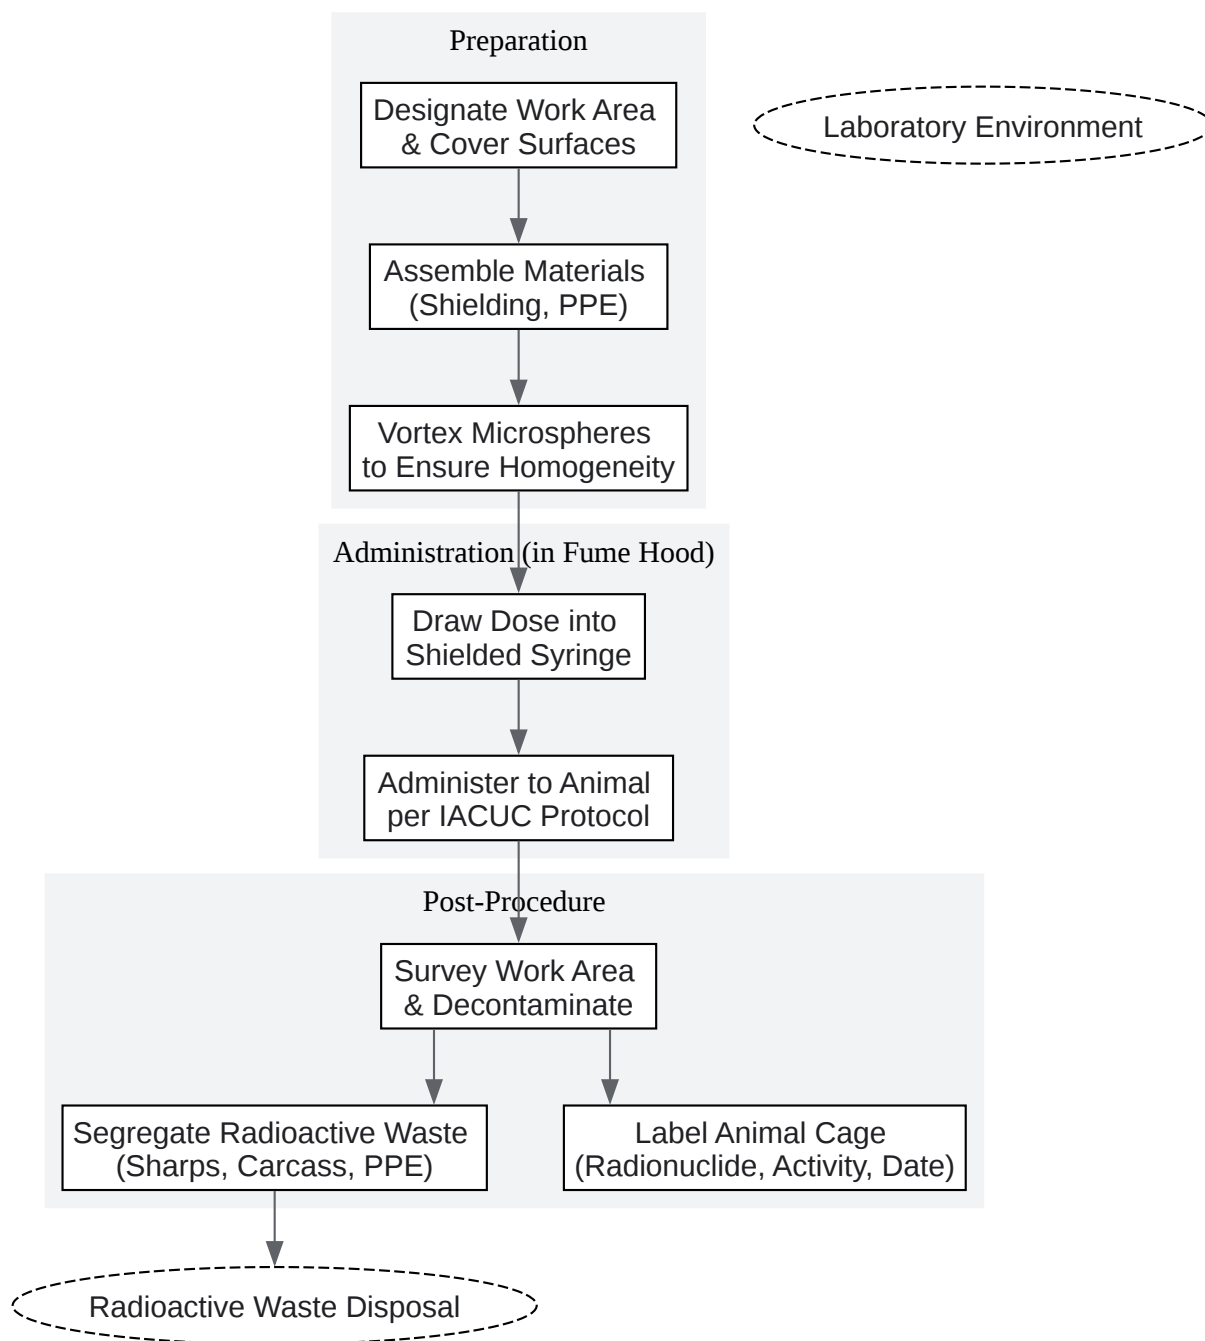 Preparation
Designate Work Area
& Cover Surfaces
Laboratory Environment
Assemble Materials
(Shielding, PPE)
Vortex Microspheres
to Ensure Homogeneity
Administration (in Fume Hood)
Draw Dose into
Shielded Syringe
Administer to Animal
per IACUC Protocol
Post-Procedure
Survey Work Area
& Decontaminate
Segregate Radioactive Waste
(Sharps, Carcass, PPE)
Label Animal Cage
(Radionuclide, Activity, Date)
Radioactive Waste Disposal